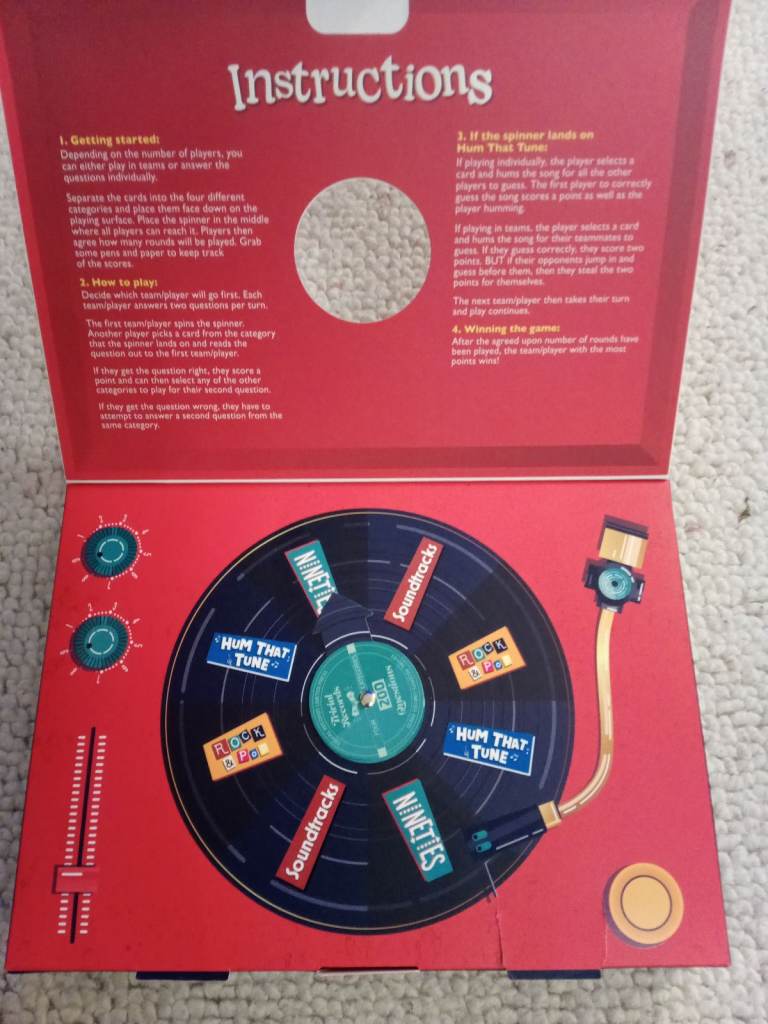 Instructions
1. Getting started:
Depending on the number of players, you
can either play in teams or answer the
questions individually.
Separate the cards into the four different
categories and place them face down on the
playing surface. Place the spinner in the middle
where all players can reach it. Players then
agree how many rounds will be played. Grab
some pens and paper to keep track
of the scores.
2. How to play:
Decide which team/player will go first. Each
team/player answers two questions per turn.
The first team/player spins the spinner.
Another player picks a card from the category
that the spinner lands on and reads the
question out to the first team/player.
If they get the question right, they score a
point and can then select any of the other
categories to play for their second question.
If they get the question wrong, they have to
attempt to answer a second question from the
same category.
3. If the spinner lands on
Hum That Tune:
If playing individually, the player selects a
card and hums the song for all the other
players to guess. The first player to correctly
guess the song scores a point as well as the
player humming.
If playing in teams, the player selects a card
and hums the song for their teammates to
guess. If they guess correctly, they score two
points. BUT if their opponents jump in and
guess before them, then they steal the two
points for themselves.
The next team/player then takes their turn
and play continues.
4. Winning the game:
After the agreed upon number of rounds have
been played, the team/player with the most
points wins!
NINETIES
Soundtracks
HUM THAT
TUNE
ROCK
& POP
Trivial
Records
200
Questions
ROCK
& POP
HUM THAT
TUNE
Soundtracks
NINETIES